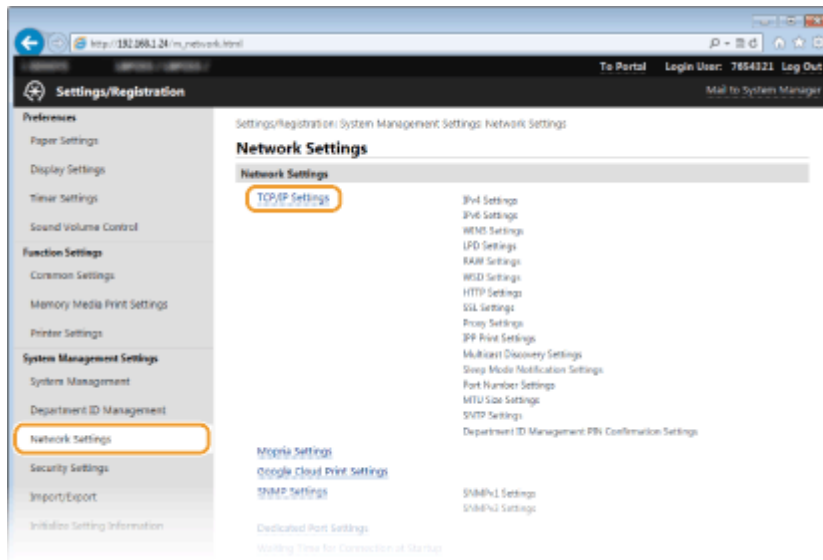 http://192.168.1.24/m_network.html
To Portal Login User: 7654321 Log Out
Settings/Registration
Mail to System Manager
Preferences
Paper Settings
Display Settings
Timer Settings
Sound Volume Control
Function Settings
Common Settings
Memory Media Print Settings
Printer Settings
System Management Settings
System Management
Department ID Management
Network Settings
Security Settings
Import/Export
Initialize Setting Information
Settings/Registration: System Management Settings: Network Settings
Network Settings
Network Settings
TCP/IP Settings
IPv4 Settings
IPv6 Settings
WINS Settings
LPD Settings
RAW Settings
WSD Settings
HTTP Settings
SSL Settings
Proxy Settings
IPP Print Settings
Multicast Discovery Settings
Sleep Mode Notification Settings
Port Number Settings
MTU Size Settings
SNTP Settings
Department ID Management PIN Confirmation Settings
Mopria Settings
Google Cloud Print Settings
SNMP Settings
SNMPv1 Settings
SNMPv3 Settings
Dedicated Port Settings
Waiting Time for Connection at Startup